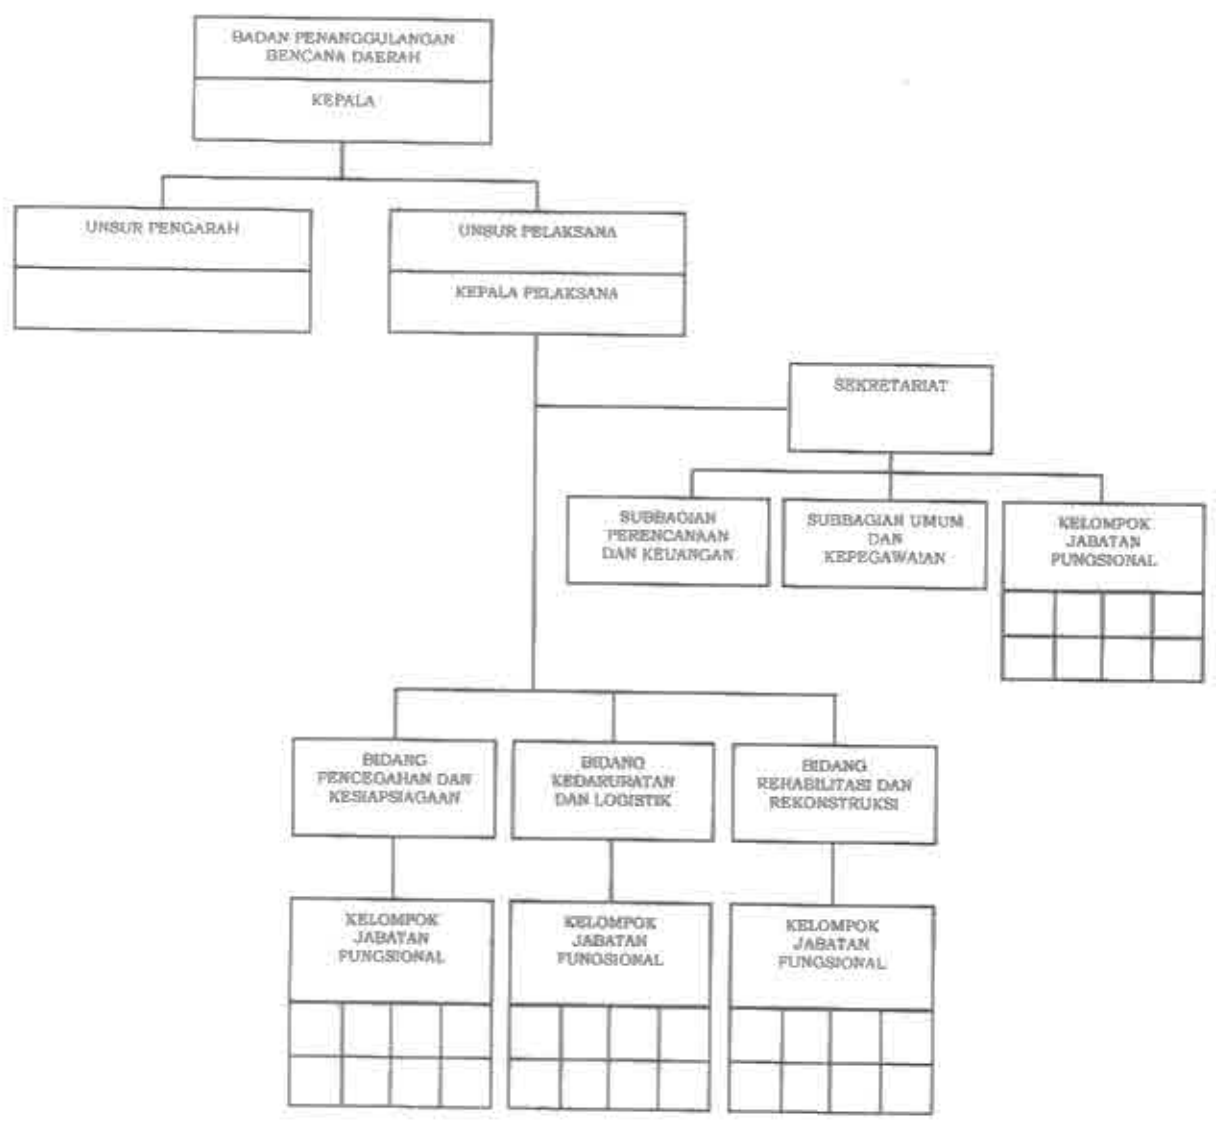 BADAN PENANGGULANGAN
BENCANA DAERAH
KEPALA
UNSUR PENGARAH
UNSUR PELAKSANA
KEPALA PELAKSANA
SEKRETARIAT
SUBBAGIAN
PERENCANAAN
DAN KEUANGAN
SUBBAGIAN UMUM
DAN
KEPEGAWAIAN
KELOMPOK
JABATAN
FUNGSIONAL
BIDANG
PENCEGAHAN DAN
KESIAPSIAGAAN
BIDANG
KEDARURATAN
DAN LOGISTIK
BIDANG
REHABILITASI DAN
REKONSTRUKSI
KELOMPOK
JABATAN
FUNGSIONAL
KELOMPOK
JABATAN
FUNGSIONAL
KELOMPOK
JABATAN
FUNGSIONAL